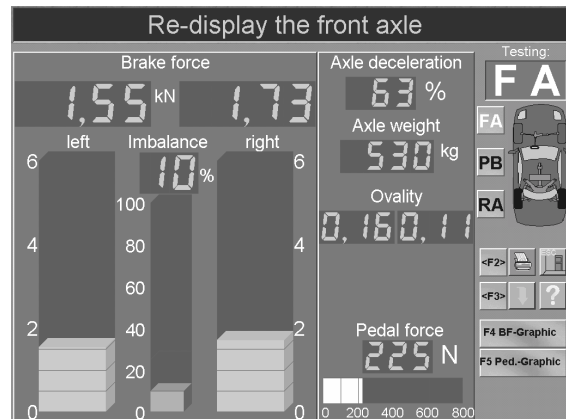 Re-display the front axle
Brake force
1,55 kN 1,73
left Imbalance right
10 %
6 6
100
4 80 4
60
2 40 2
20
0 0 0
Axle deceleration
63 %
Axle weight
530 kg
Ovality
0,16 0,11
Pedal force
225 N
0 200 400 600 800
Testing:
F A
FA
PB
RA
<F2>
<F3> ?
F4 BF-Graphic
F5 Ped.-Graphic